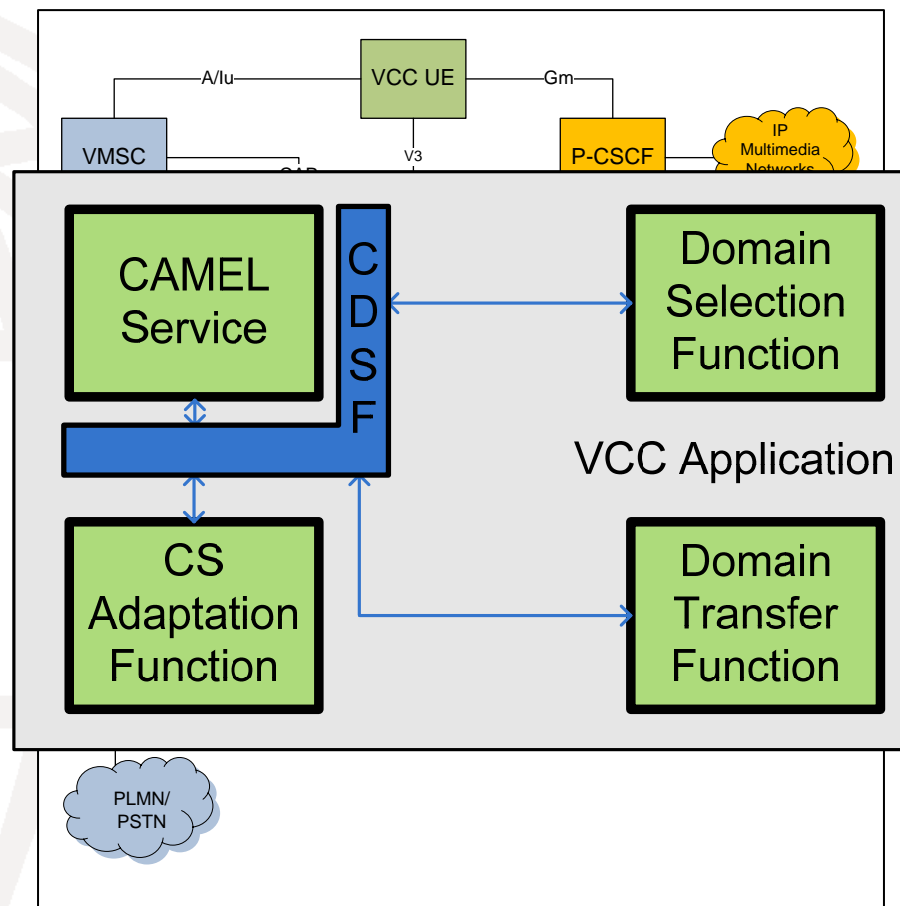 VCC UE
A/Iu
Gm
VMSC
V3
P-CSCF
IP
Multimedia
Networks
CAMEL
Service
C
D
S
F
Domain
Selection
Function
VCC Application
CS
Adaptation
Function
Domain
Transfer
Function
PLMN/
PSTN